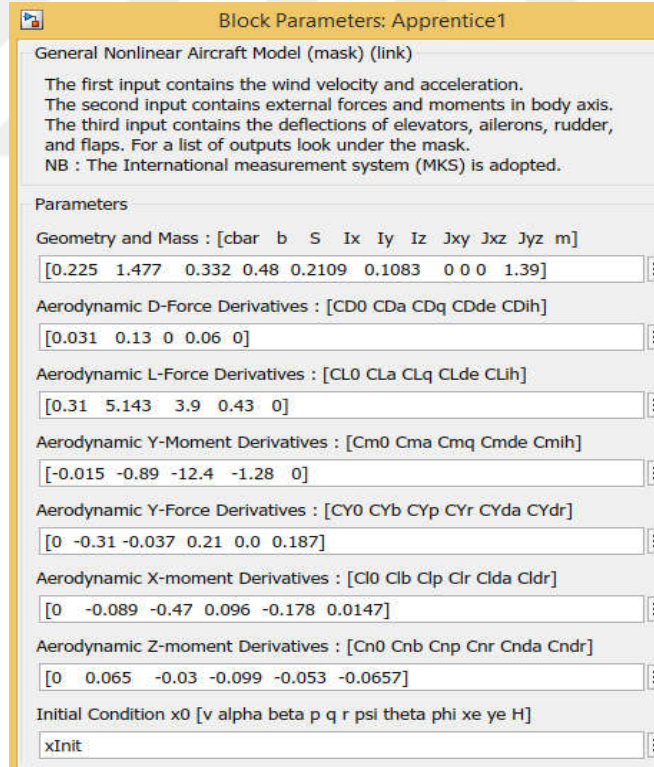 Block Parameters: Apprentice1
General Nonlinear Aircraft Model (mask) (link)
The first input contains the wind velocity and acceleration.
The second input contains external forces and moments in body axis.
The third input contains the deflections of elevators, ailerons, rudder,
and flaps. For a list of outputs look under the mask.
NB : The International measurement system (MKS) is adopted.
Parameters
Geometry and Mass : [cbar b S Ix Iy Iz Jxy Jxz Jyz m]
[0.225 1.477 0.332 0.48 0.2109 0.1083 0 0 0 1.39]
Aerodynamic D-Force Derivatives : [CD0 CDa CDq CDde CDih]
[0.031 0.13 0 0.06 0]
Aerodynamic L-Force Derivatives : [CL0 CLa CLq CLde CLih]
[0.31 5.143 3.9 0.43 0]
Aerodynamic Y-Moment Derivatives : [Cm0 Cma Cmq Cmde Cmih]
[-0.015 -0.89 -12.4 -1.28 0]
Aerodynamic Y-Force Derivatives : [CY0 CYb CYp CYr CYda CYdr]
[0 -0.31 -0.037 0.21 0.0 0.187]
Aerodynamic X-moment Derivatives : [Cl0 Clb Clp Clr Clda Cldr]
[0 -0.089 -0.47 0.096 -0.178 0.0147]
Aerodynamic Z-moment Derivatives : [Cn0 Cnb Cnp Cnr Cnda Cndr]
[0 0.065 -0.03 -0.099 -0.053 -0.0657]
Initial Condition x0 [v alpha beta p q r psi theta phi xe ye H]
xInit